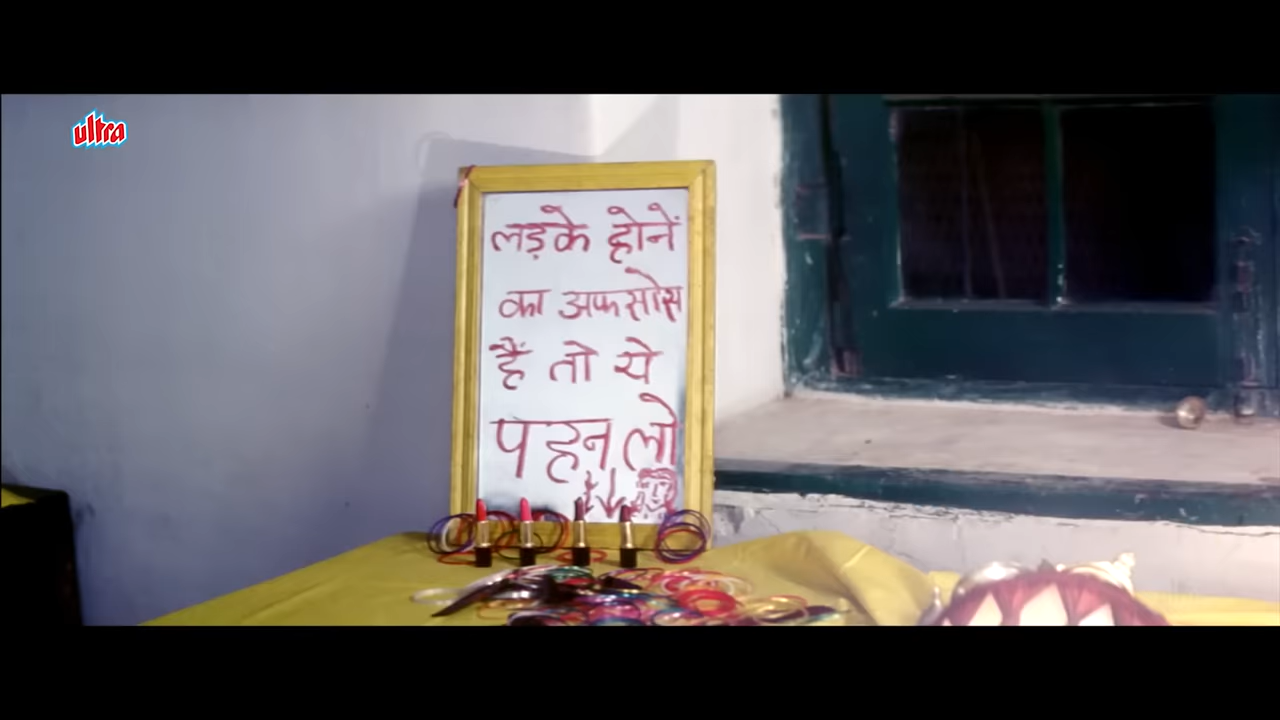 ultra
लड़के होनें
का अफसोस
हैं तो ये
पहन लो